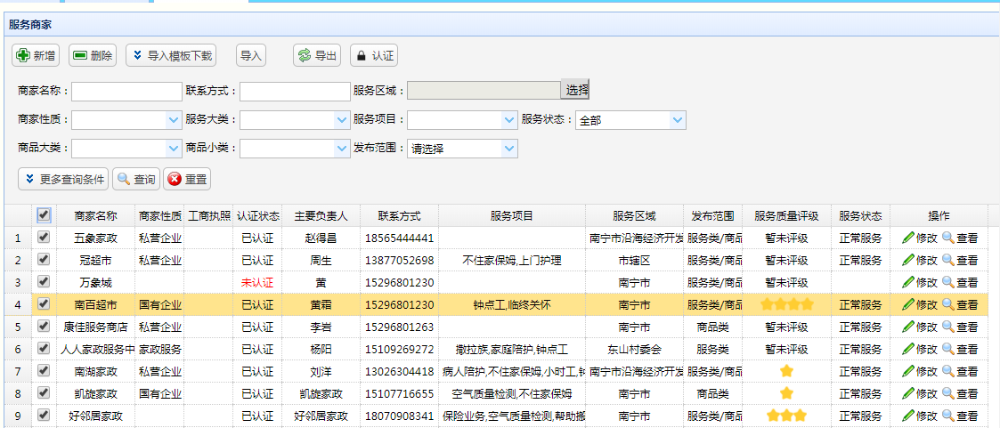 服务商家
新增 删除 导入模板下载 导入 导出 认证
商家名称： 联系方式： 服务区域： 选择
商家性质： 服务大类： 服务项目： 服务状态： 全部
商品大类： 商品小类： 发布范围： 请选择
更多查询条件 查询 重置
商家名称 商家性质 工商执照 认证状态 主要负责人 联系方式 服务项目 服务区域 发布范围 服务质量评级 服务状态 操作
1 五象家政 私营企业 已认证 赵得昌 18565444441 南宁市沿海经济开发 服务类/商品 暂未评级 正常服务 修改 查看
2 冠超市 私营企业 已认证 周生 13877052698 不住家保姆,上门护理 市辖区 服务类/商品 暂未评级 正常服务 修改 查看
3 万象城 未认证 黄 15296801230 南宁市 服务类/商品 暂未评级 正常服务 修改 查看
4 南百超市 国有企业 已认证 黄霜 15296801230 钟点工,临终关怀 南宁市 服务类/商品 正常服务 修改 查看
5 康佳服务商店 私营企业 已认证 李岩 15296801263 南宁市 商品类 暂未评级 正常服务 修改 查看
6 人人家政服务中 家政服务 已认证 杨阳 15109269272 撒拉族,家庭陪护,钟点工 东山村委会 服务类 暂未评级 正常服务 修改 查看
7 南湖家政 私营企业 已认证 刘洋 13026304418 病人陪护,不住家保姆,小时工,钟 南宁市沿海经济开发 服务类/商品 正常服务 修改 查看
8 凯旋家政 国有企业 已认证 凯旋家政 15107716655 空气质量检测,不住家保姆 南宁市 商品类 正常服务 修改 查看
9 好邻居家政 已认证 好邻居家政 18070908341 保险业务,空气质量检测,帮助搬 南宁市 服务类/商品 正常服务 修改 查看